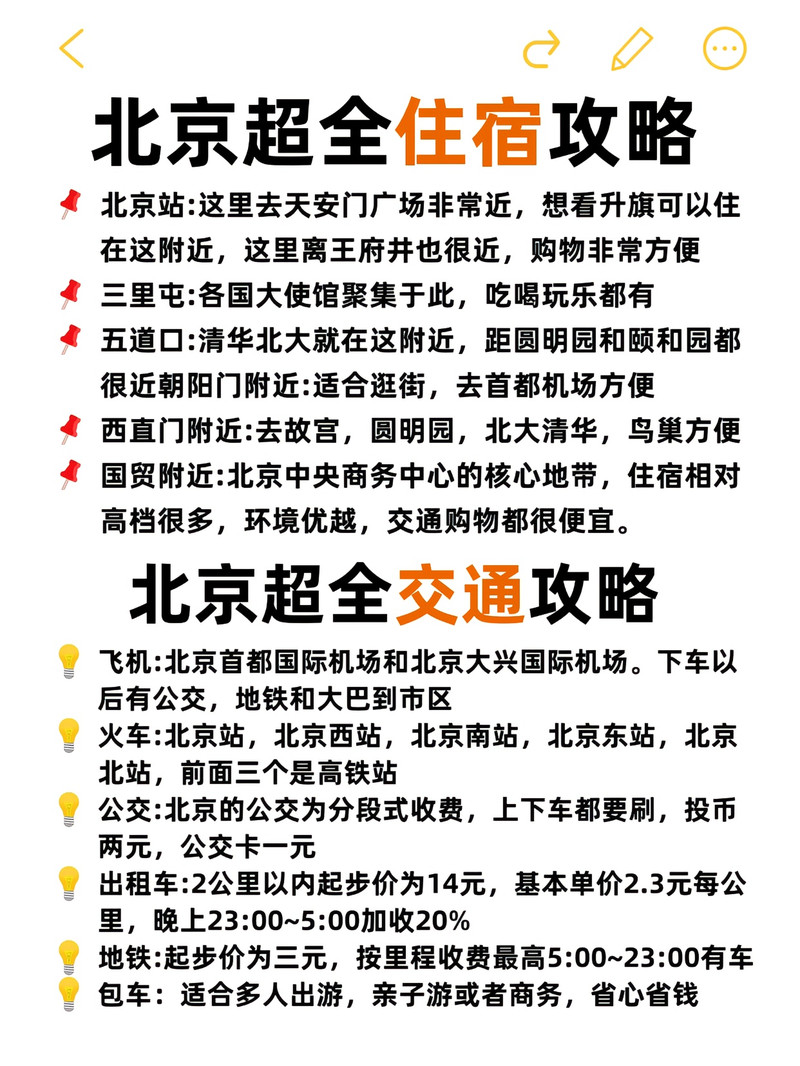 北京超全住宿攻略
北京站:这里去天安门广场非常近，想看升旗可以住
在这附近，这里离王府井也很近，购物非常方便
三里屯:各国大使馆聚集于此，吃喝玩乐都有
五道口:清华北大就在这附近，距圆明园和颐和园都
很近朝阳门附近:适合逛街，去首都机场方便
西直门附近:去故宫，圆明园，北大清华，鸟巢方便
国贸附近:北京中央商务中心的核心地带，住宿相对
高档很多，环境优越，交通购物都很便宜。
北京超全交通攻略
飞机:北京首都国际机场和北京大兴国际机场。下车以
后有公交，地铁和大巴到市区
火车:北京站，北京西站，北京南站，北京东站，北京
北站，前面三个是高铁站
公交:北京的公交为分段式收费，上下车都要刷，投币
两元，公交卡一元
出租车:2公里以内起步价为14元，基本单价2.3元每公
里，晚上23:00~5:00加收20%
地铁:起步价为三元，按里程收费最高5:00~23:00有车
包车：适合多人出游，亲子游或者商务，省心省钱